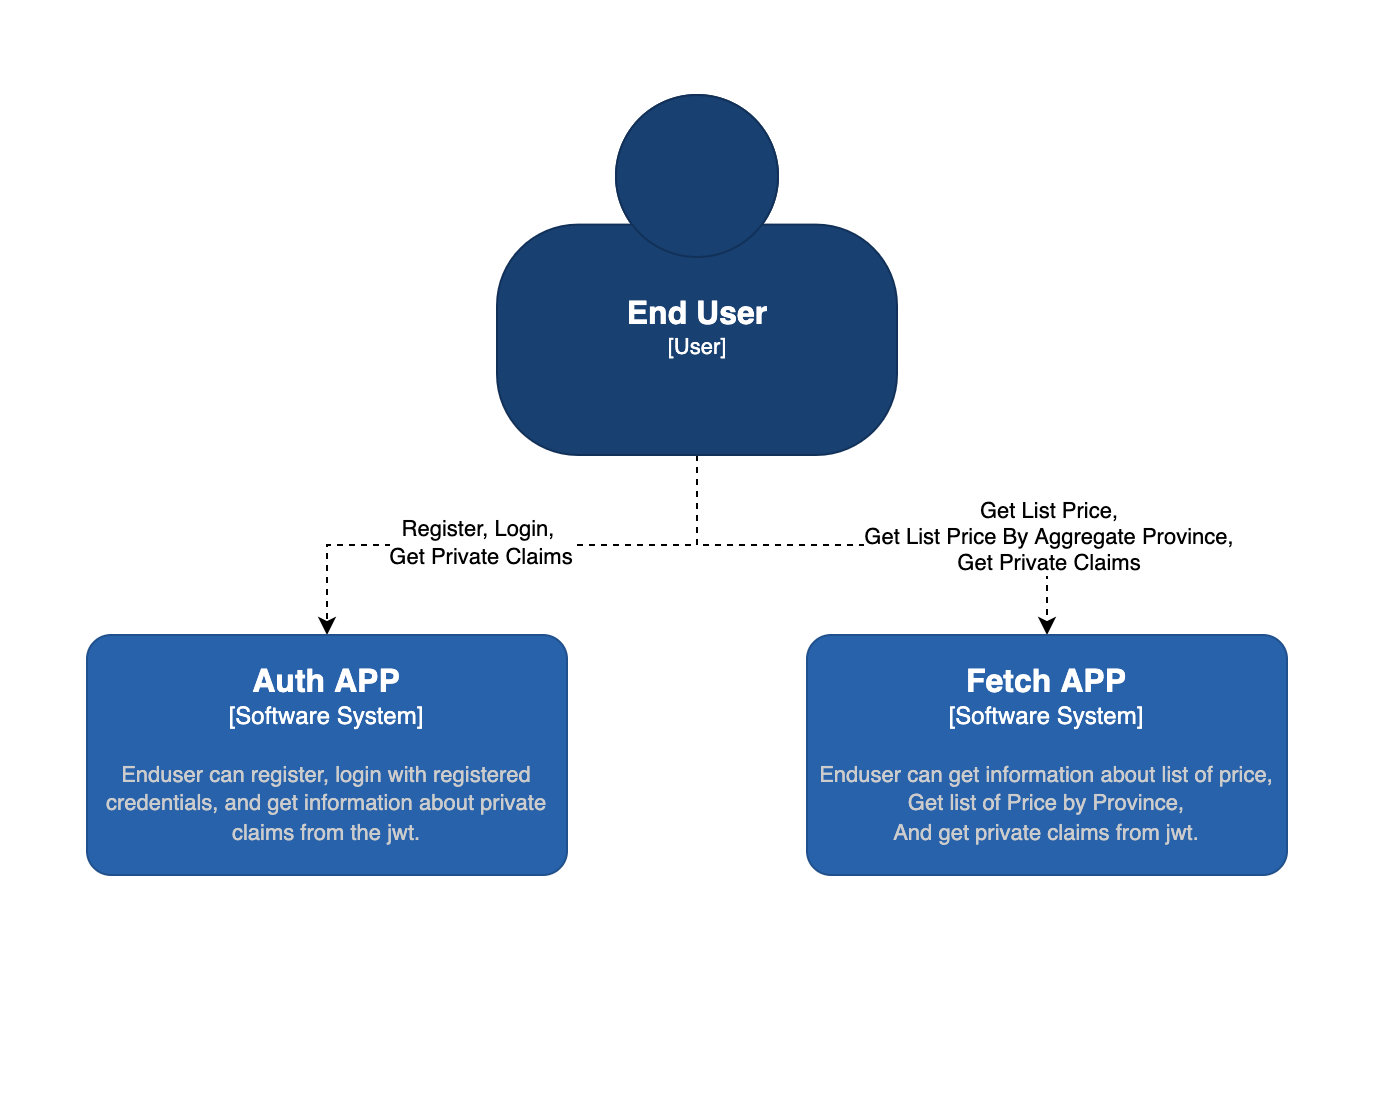 End User
[User]
Register, Login,
Get Private Claims
Get List Price,
Get List Price By Aggregate Province,
Get Private Claims
Auth APP
[Software System]
Enduser can register, login with registered
credentials, and get information about private
claims from the jwt.
Fetch APP
[Software System]
Enduser can get information about list of price,
Get list of Price by Province,
And get private claims from jwt.